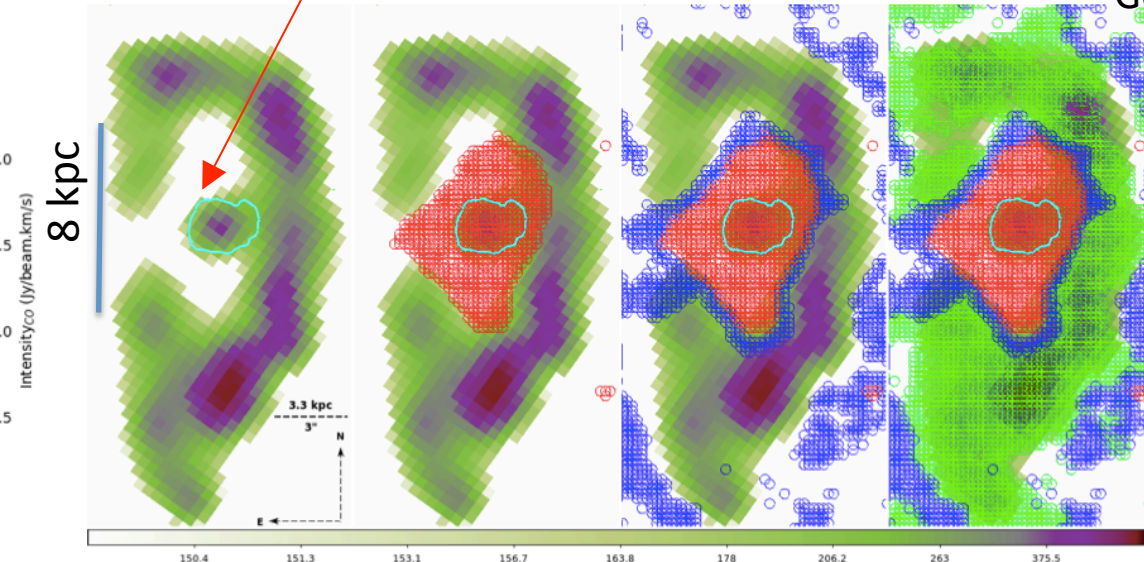 8 kpc
Intensity CO (Jy/beam.km/s)
.0
.5
.0
.5
3.3 kpc
3"
N
E
150.4 151.3 153.1 156.7 163.8 178 206.2 263 375.5